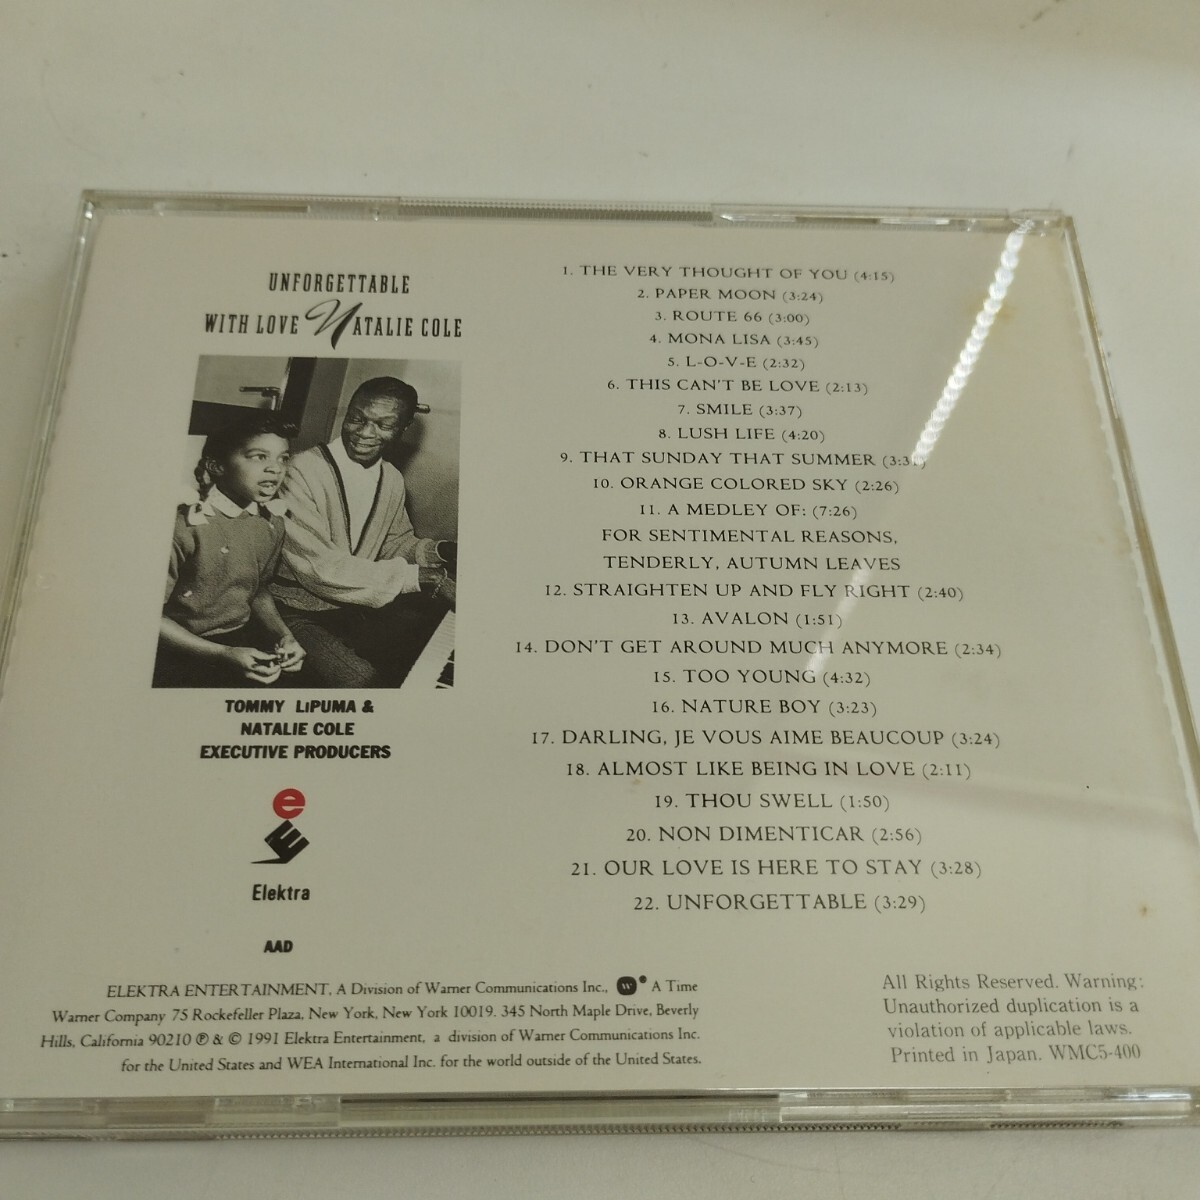 UNFORGETTABLE
WITH LOVE NATALIE COLE
TOMMY LiPUMA &
NATALIE COLE
EXECUTIVE PRODUCERS
e
E
Elektra
AAD
1. THE VERY THOUGHT OF YOU (4:15)
2. PAPER MOON (3:24)
3. ROUTE 66 (3:00)
4. MONA LISA (3:45)
5. L-O-V-E (2:32)
6. THIS CAN'T BE LOVE (2:13)
7. SMILE (3:37)
8. LUSH LIFE (4:20)
9. THAT SUNDAY THAT SUMMER (3:31)
10. ORANGE COLORED SKY (2:26)
11. A MEDLEY OF: (7:26)
FOR SENTIMENTAL REASONS,
TENDERLY, AUTUMN LEAVES
12. STRAIGHTEN UP AND FLY RIGHT (2:40)
13. AVALON (1:51)
14. DON'T GET AROUND MUCH ANYMORE (2:34)
15. TOO YOUNG (4:32)
16. NATURE BOY (3:23)
17. DARLING, JE VOUS AIME BEAUCOUP (3:24)
18. ALMOST LIKE BEING IN LOVE (2:11)
19. THOU SWELL (1:50)
20. NON DIMENTICAR (2:56)
21. OUR LOVE IS HERE TO STAY (3:28)
22. UNFORGETTABLE (3:29)
ELEKTRA ENTERTAINMENT, A Division of Warner Communications Inc., W A Time
Warner Company 75 Rockefeller Plaza, New York, New York 10019. 345 North Maple Drive, Beverly
Hills, California 90210 ℗ & © 1991 Elektra Entertainment, a division of Warner Communications Inc.
for the United States and WEA International Inc. for the world outside of the United States.
All Rights Reserved. Warning:
Unauthorized duplication is a
violation of applicable laws.
Printed in Japan. WMC5-400